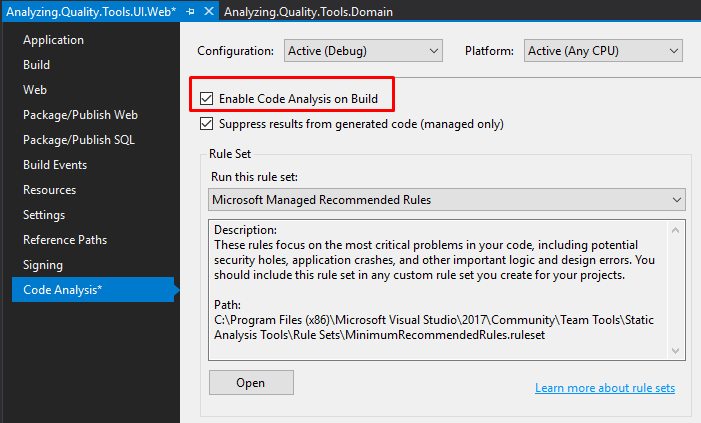 Analyzing.Quality.Tools.UI.Web* Analyzing.Quality.Tools.Domain
Application
Build
Web
Package/Publish Web
Package/Publish SQL
Build Events
Resources
Settings
Reference Paths
Signing
Code Analysis*
Configuration: Active (Debug) Platform: Active (Any CPU)
Enable Code Analysis on Build
Suppress results from generated code (managed only)
Rule Set
Run this rule set:
Microsoft Managed Recommended Rules
Description:
These rules focus on the most critical problems in your code, including potential
security holes, application crashes, and other important logic and design errors. You
should include this rule set in any custom rule set you create for your projects.
Path:
C:\Program Files (x86)\Microsoft Visual Studio\2017\Community\Team Tools\Static
Analysis Tools\Rule Sets\MinimumRecommendedRules.ruleset
Open
Learn more about rule sets